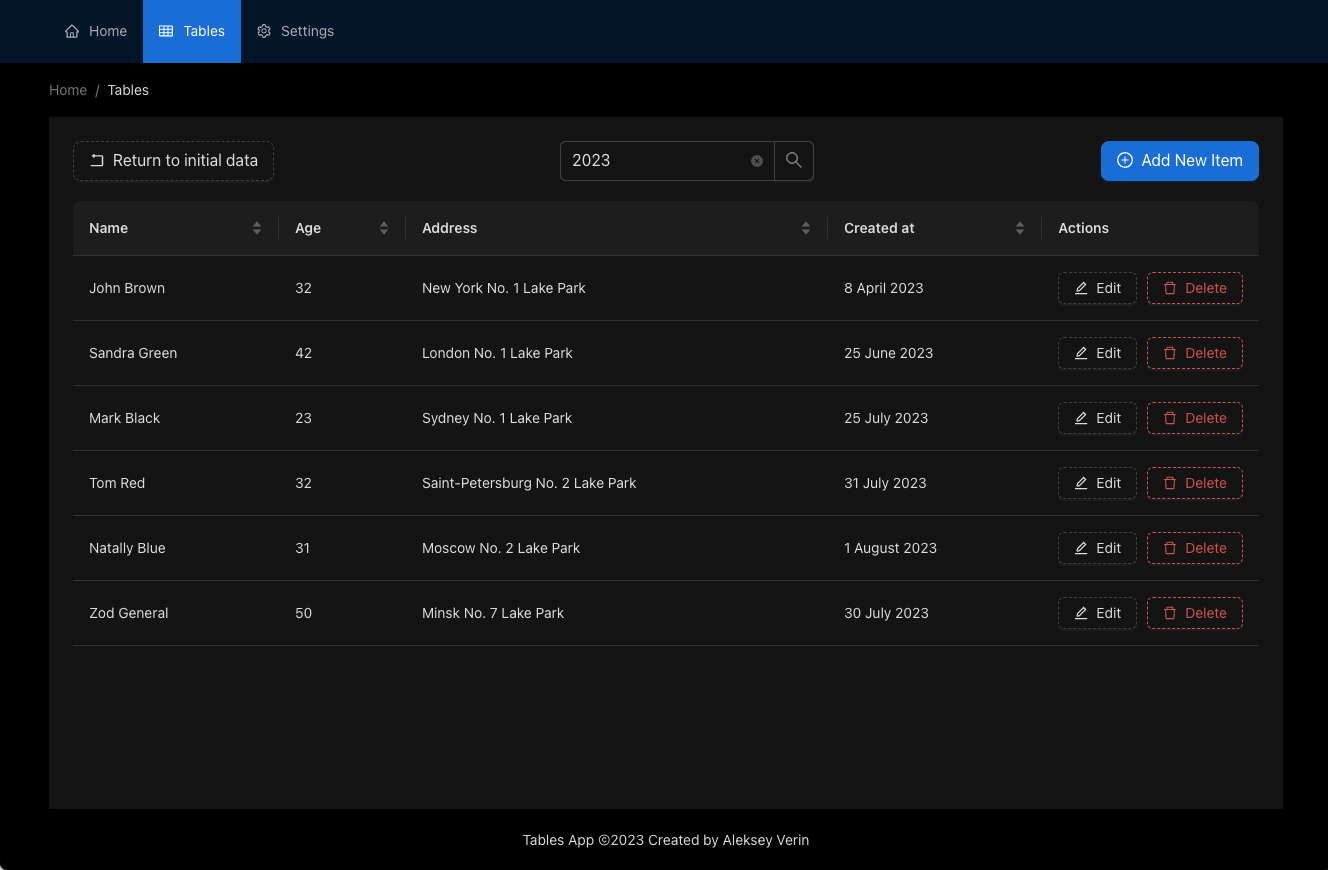 Home Tables Settings
Home / Tables
Return to initial data 2023 Add New Item
Name Age Address Created at Actions
John Brown 32 New York No. 1 Lake Park 8 April 2023 Edit Delete
Sandra Green 42 London No. 1 Lake Park 25 June 2023 Edit Delete
Mark Black 23 Sydney No. 1 Lake Park 25 July 2023 Edit Delete
Tom Red 32 Saint-Petersburg No. 2 Lake Park 31 July 2023 Edit Delete
Natally Blue 31 Moscow No. 2 Lake Park 1 August 2023 Edit Delete
Zod General 50 Minsk No. 7 Lake Park 30 July 2023 Edit Delete
Tables App ©2023 Created by Aleksey Verin